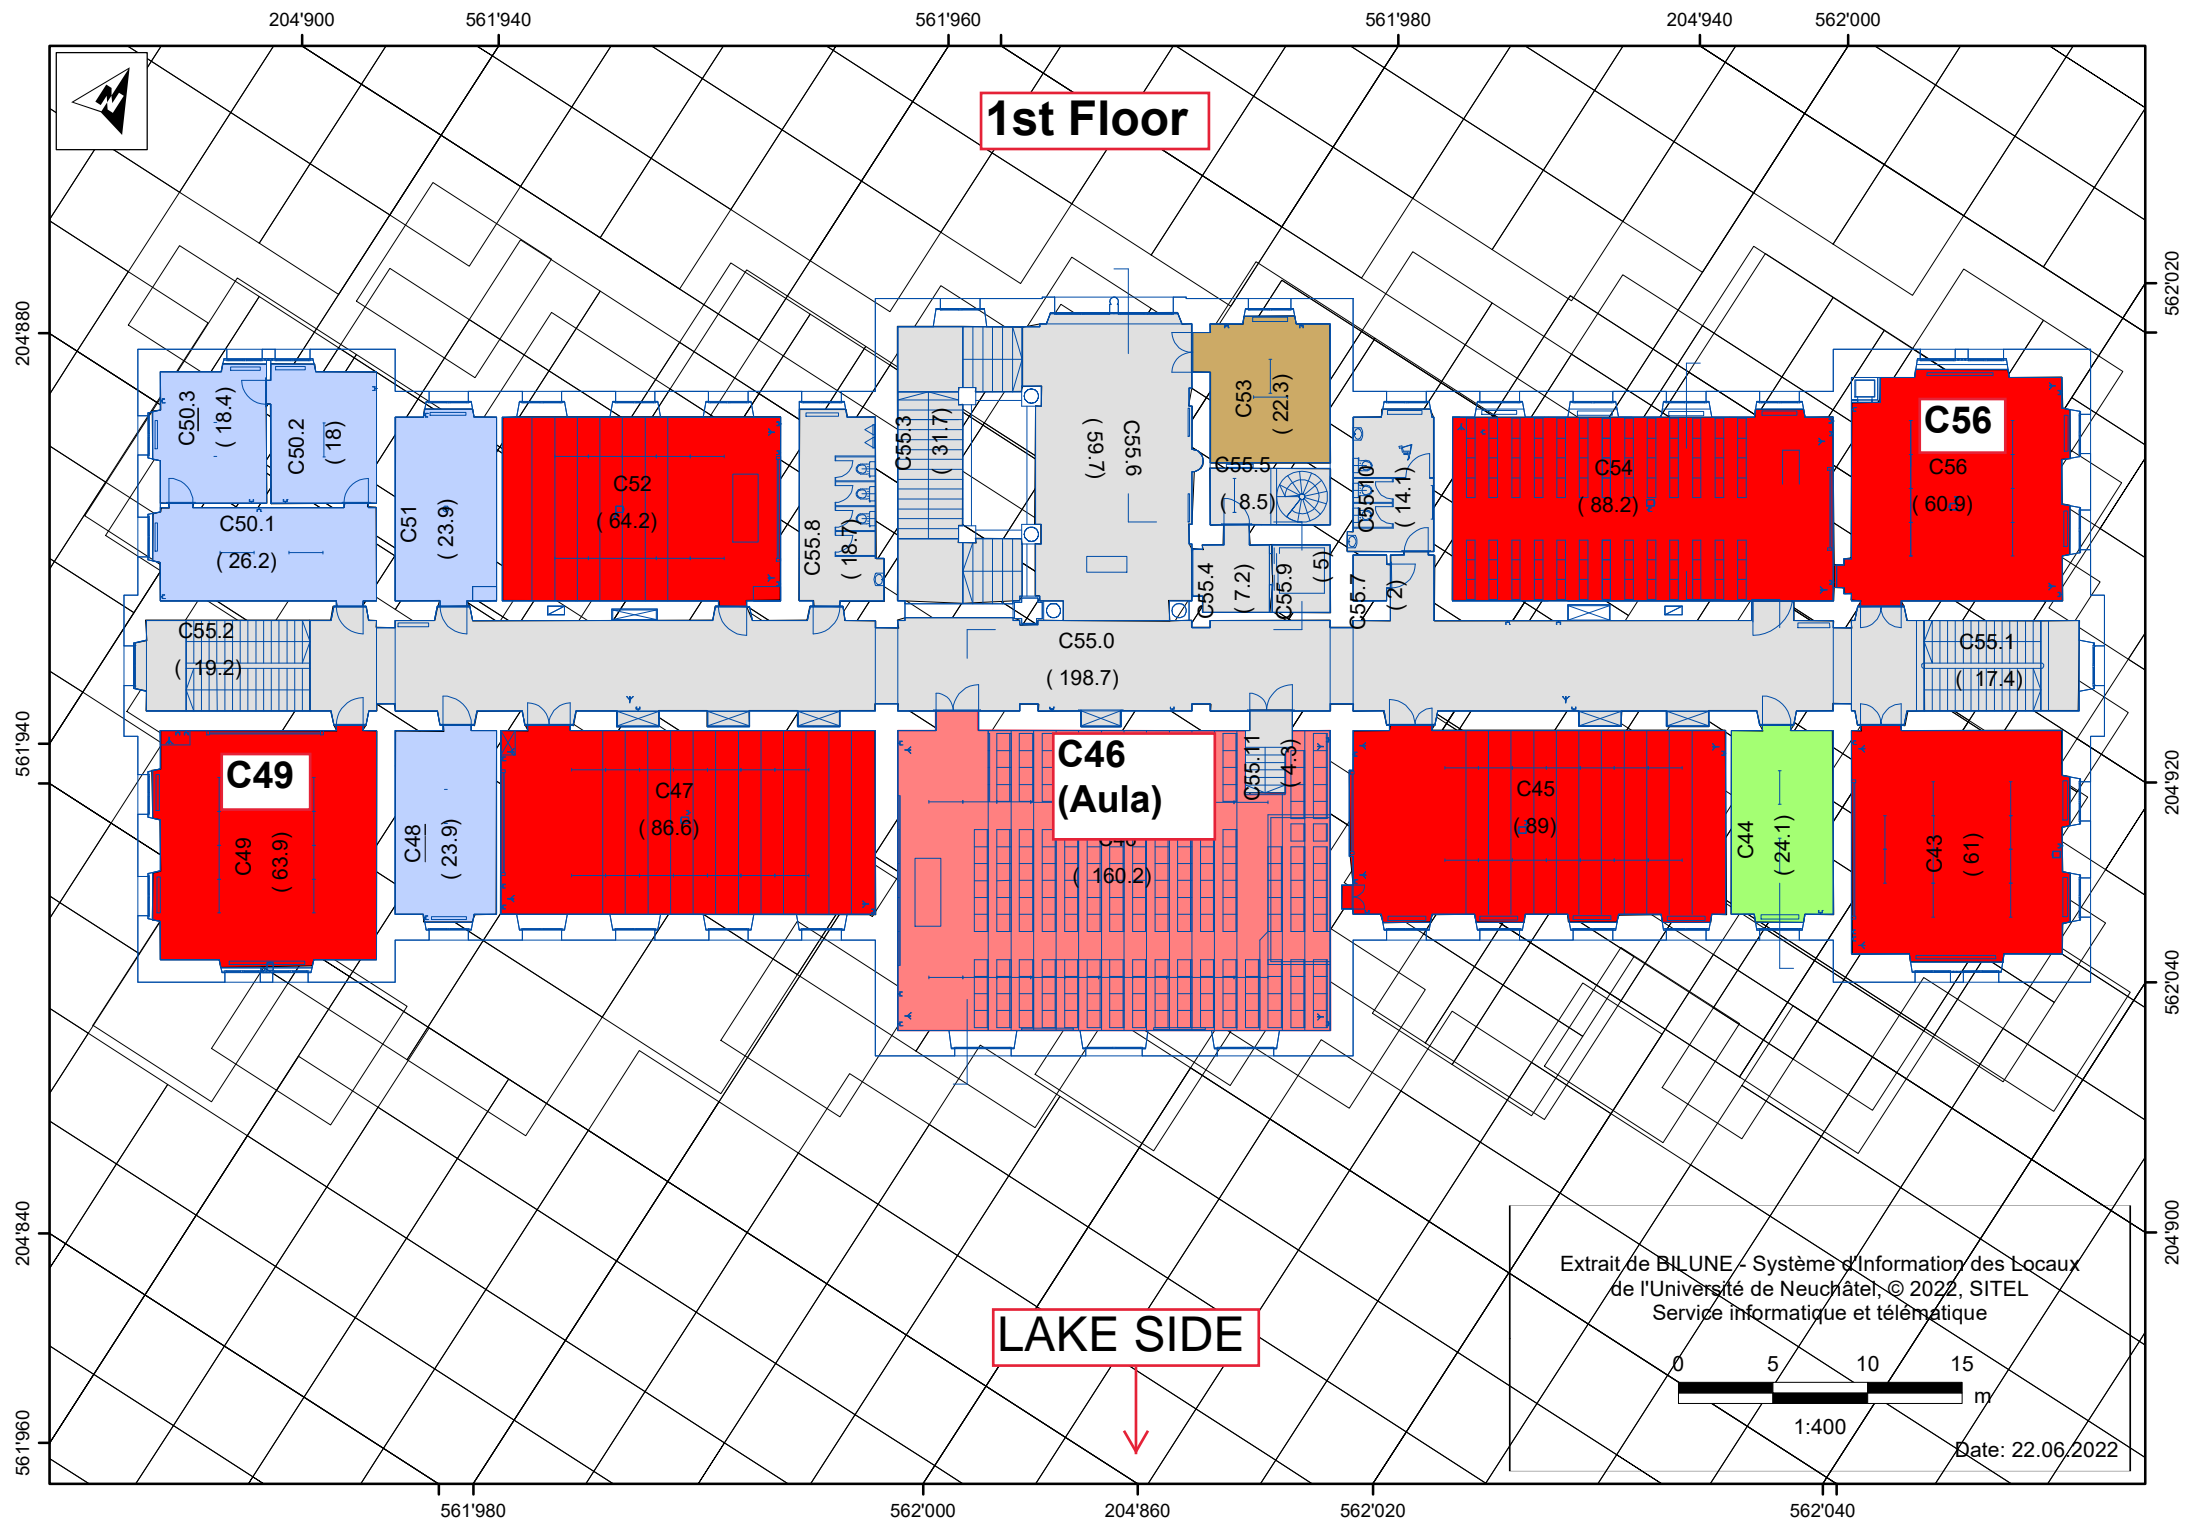 204'900
561'940
561'960
561'980
204'940
562'000
N
1st Floor
204'880
561'940
204'840
561'960
562'020
204'920
562'040
204'900
C50.3
( 18.4)
C50.2
(18)
C50.1
( 26.2)
C51
( 23.9)
C52
( 64.2)
C55.8
( 18.7)
C55.3
( 31.7)
C55.6
( 59.7)
C53
( 22.3)
C55.5
( 8.5)
C55.4
( 7.2)
C55.9
( 5)
C55.10
( 14.1)
C55.7
( 2)
C54
( 88.2)
C56
C56
( 60.9)
C55.2
( 19.2)
C55.0
( 198.7)
C55.1
( 17.4)
C49
C49
( 63.9)
C48
( 23.9)
C47
( 86.6)
C46
(Aula)
( 160.2)
C55.11
( 4.3)
C45
( 89)
C44
( 24.1)
C43
( 61)
LAKE SIDE
Extrait de BILUNE - Système d'Information des Locaux
de l'Université de Neuchâtel, © 2022, SITEL
Service informatique et télématique
0 5 10 15
m
1:400
Date: 22.06.2022
561'980
562'000
204'860
562'020
562'040